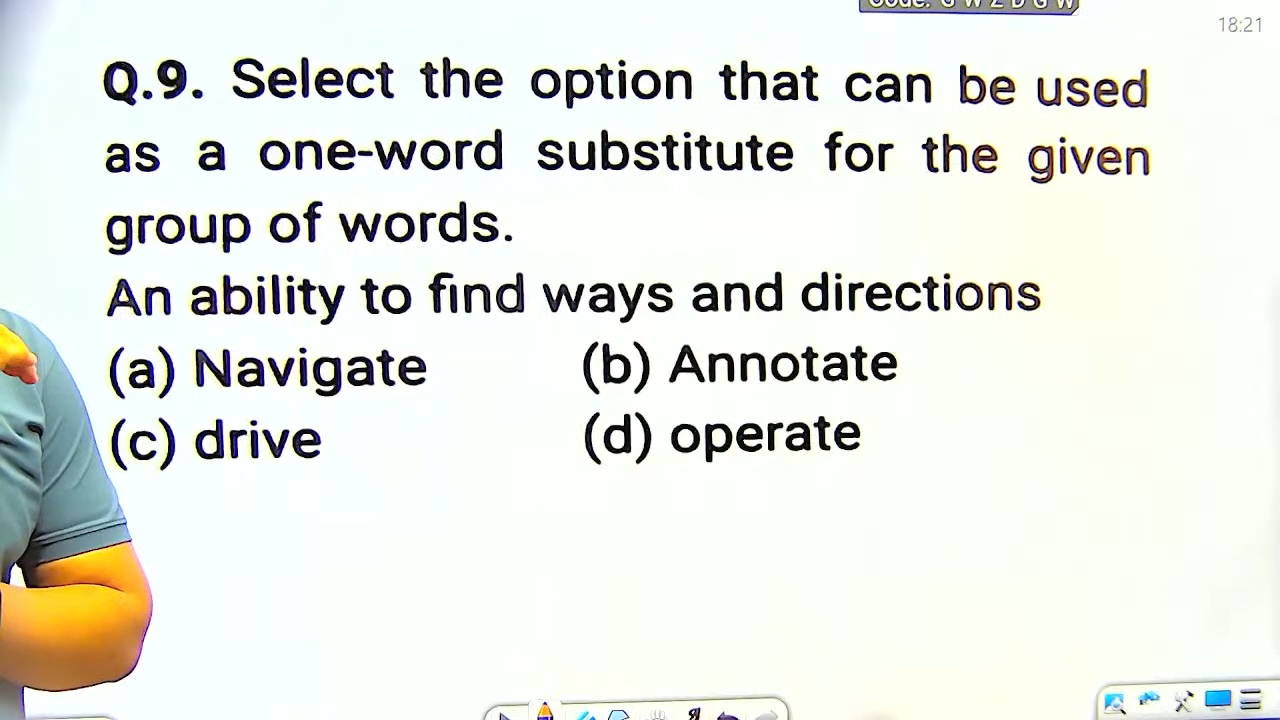 18:21
Q.9. Select the option that can be used
as a one-word substitute for the given
group of words.
An ability to find ways and directions
(a) Navigate (b) Annotate
(c) drive (d) operate